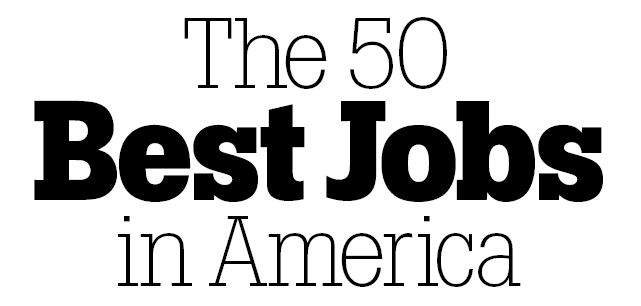 The 50
Best Jobs
in America